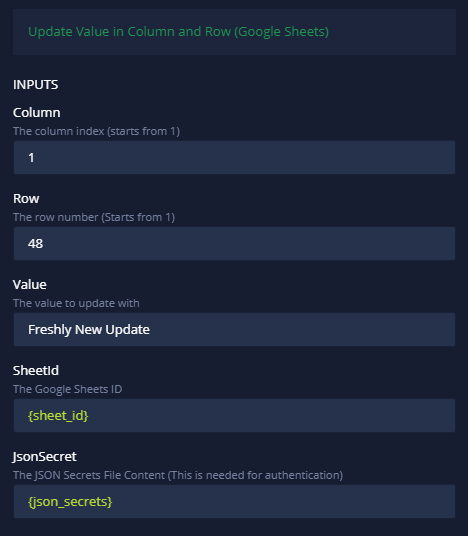 Update Value in Column and Row (Google Sheets)
INPUTS
Column
The column index (starts from 1)
1
Row
The row number (Starts from 1)
48
Value
The value to update with
Freshly New Update
SheetId
The Google Sheets ID
{sheet_id}
JsonSecret
The JSON Secrets File Content (This is needed for authentication)
{json_secrets}